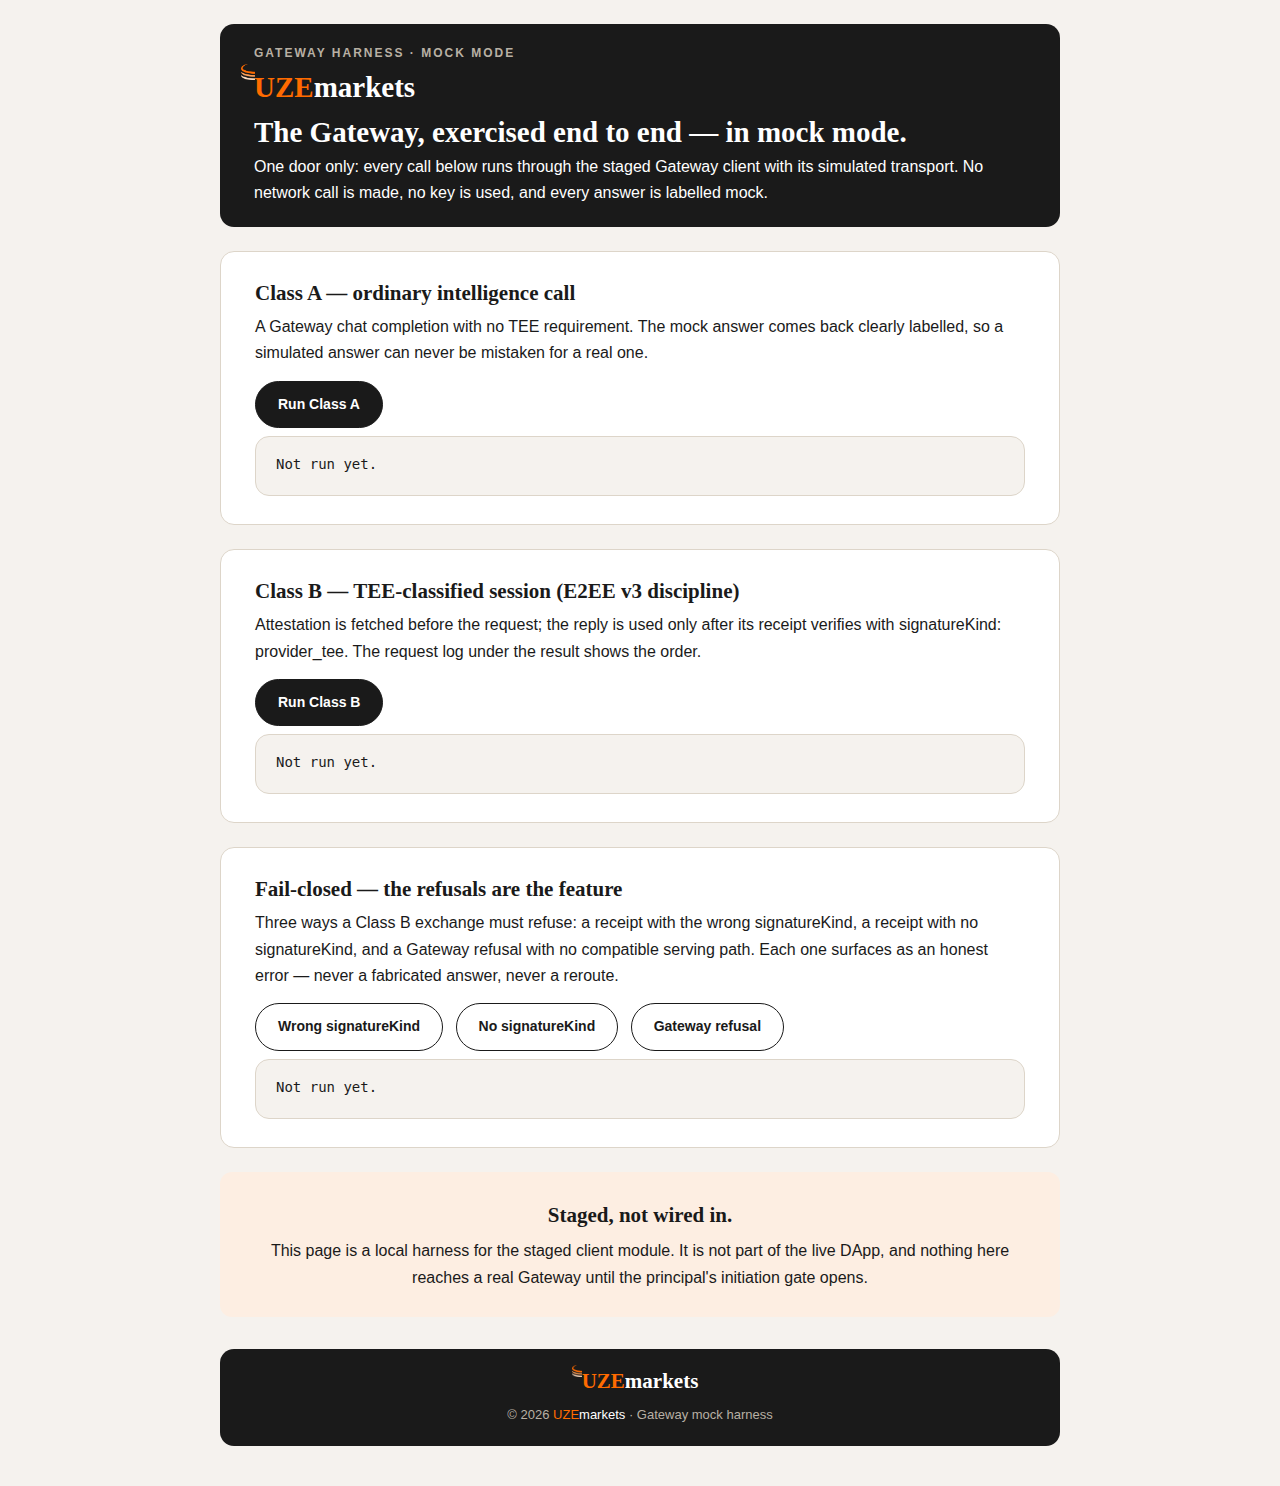 GATEWAY HARNESS · MOCK MODE
UZEmarkets
The Gateway, exercised end to end — in mock mode.
One door only: every call below runs through the staged Gateway client with its simulated transport. No
network call is made, no key is used, and every answer is labelled mock.
Class A — ordinary intelligence call
A Gateway chat completion with no TEE requirement. The mock answer comes back clearly labelled, so a
simulated answer can never be mistaken for a real one.
Run Class A
Not run yet.
Class B — TEE-classified session (E2EE v3 discipline)
Attestation is fetched before the request; the reply is used only after its receipt verifies with signatureKind:
provider_tee. The request log under the result shows the order.
Run Class B
Not run yet.
Fail-closed — the refusals are the feature
Three ways a Class B exchange must refuse: a receipt with the wrong signatureKind, a receipt with no
signatureKind, and a Gateway refusal with no compatible serving path. Each one surfaces as an honest
error — never a fabricated answer, never a reroute.
Wrong signatureKind No signatureKind Gateway refusal
Not run yet.
Staged, not wired in.
This page is a local harness for the staged client module. It is not part of the live DApp, and nothing here
reaches a real Gateway until the principal's initiation gate opens.
UZEmarkets
© 2026 UZEmarkets · Gateway mock harness